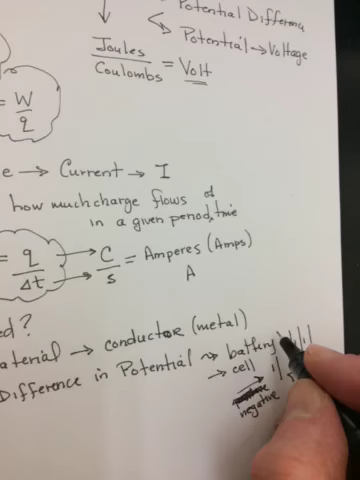 Potential Difference
Potential → Voltage
Joules
Coulombs = Volt
= W
q
e → Current → I
how much charge flows
in a given period, time
= q
Δt → C
s = Amperes (Amps)
A
ed?
aterial → conductor (metal)
Difference in Potential → battery
→ cell
negative